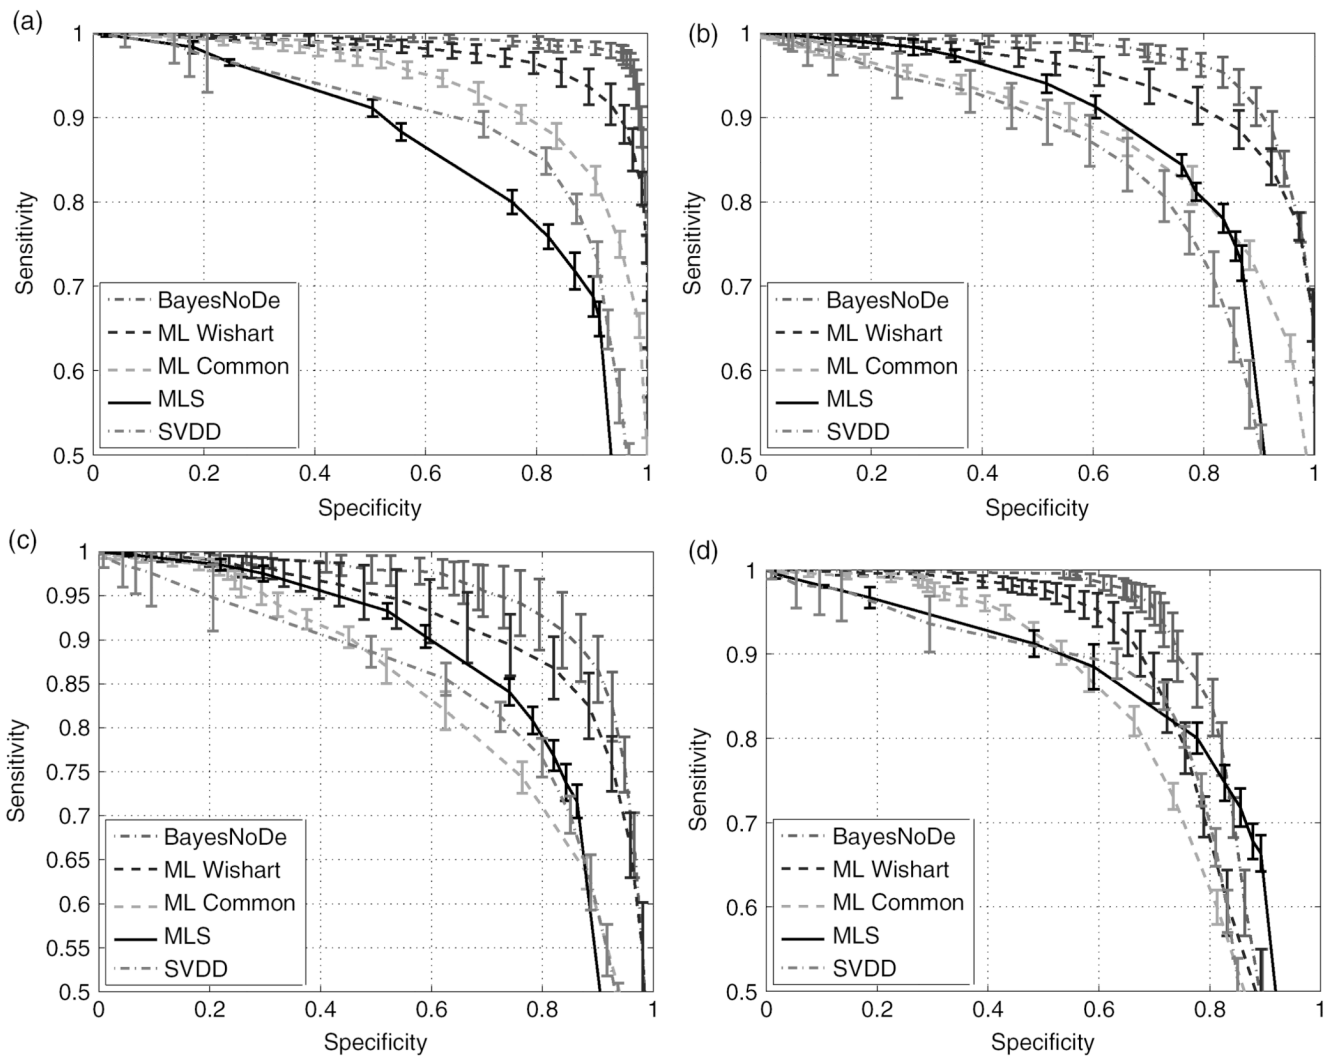 (a)
1
0.9
0.8
0.7
0.6
0.5
Sensitivity
BayesNoDe
ML Wishart
ML Common
MLS
SVDD
0 0.2 0.4 0.6 0.8 1
Specificity
(b)
1
0.9
0.8
0.7
0.6
0.5
Sensitivity
BayesNoDe
ML Wishart
ML Common
MLS
SVDD
0 0.2 0.4 0.6 0.8 1
Specificity
(c)
1
0.95
0.9
0.85
0.8
0.75
0.7
0.65
0.6
0.55
0.5
Sensitivity
BayesNoDe
ML Wishart
ML Common
MLS
SVDD
0 0.2 0.4 0.6 0.8 1
Specificity
(d)
1
0.9
0.8
0.7
0.6
0.5
Sensitivity
BayesNoDe
ML Wishart
ML Common
MLS
SVDD
0 0.2 0.4 0.6 0.8 1
Specificity